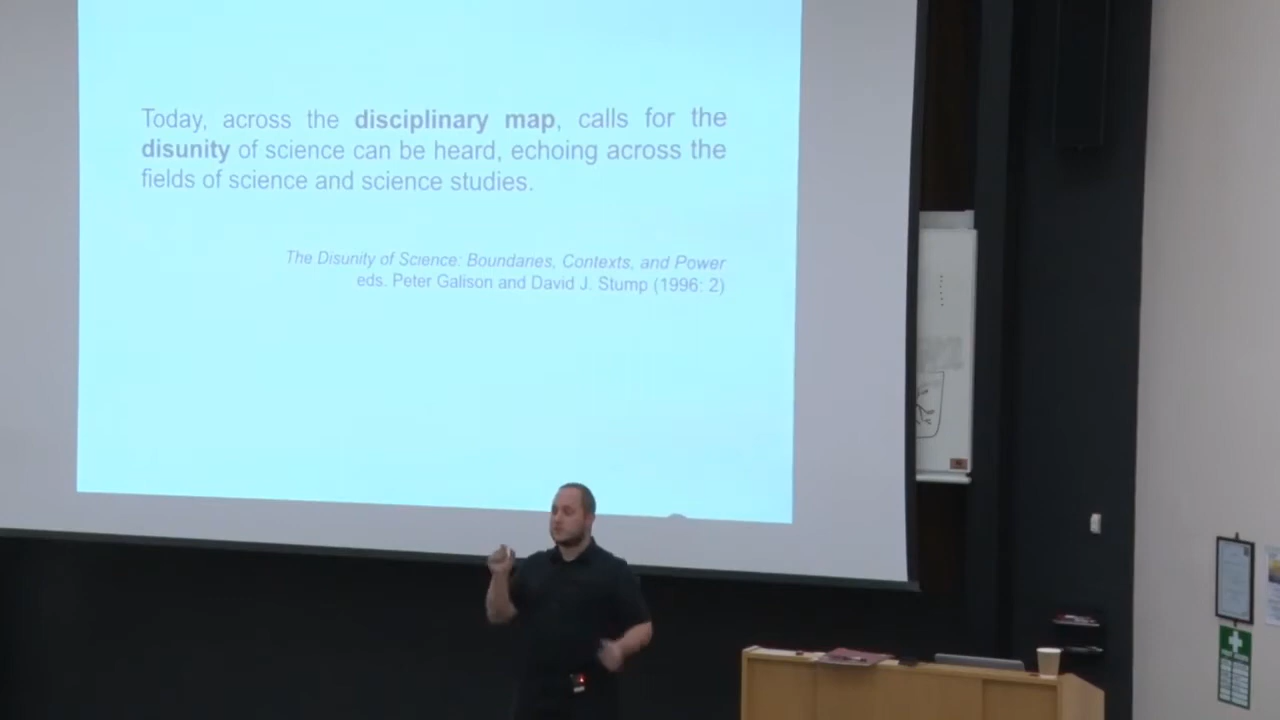 Today, across the disciplinary map, calls for the
disunity of science can be heard, echoing across the
fields of science and science studies.
The Disunity of Science: Boundaries, Contexts, and Power
eds. Peter Galison and David J. Stump (1996: 2)